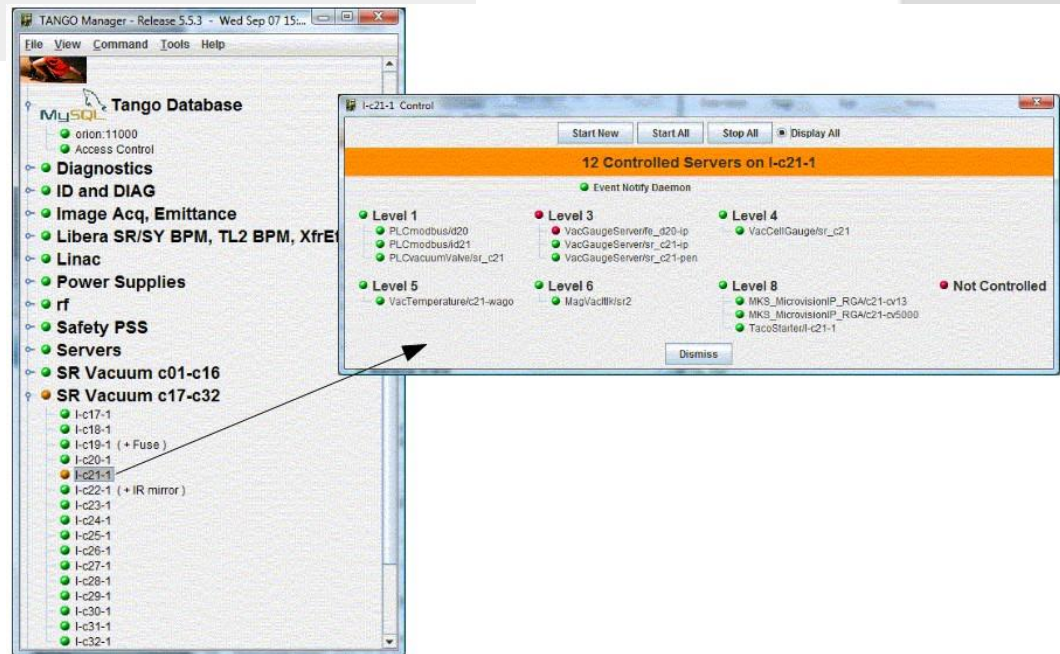 TANGO Manager - Release 5.5.3 - Wed Sep 07 15:...
File View Command Tools Help
MySQL
Tango Database
orion:11000
Access Control
Diagnostics
ID and DIAG
Image Acq, Emittance
Libera SR/SY BPM, TL2 BPM, XfrEf
Linac
Power Supplies
rf
Safety PSS
Servers
SR Vacuum c01-c16
SR Vacuum c17-c32
l-c17-1
l-c18-1
l-c19-1 ( + Fuse )
l-c20-1
l-c21-1
l-c22-1 ( + IR mirror )
l-c23-1
l-c24-1
l-c25-1
l-c26-1
l-c27-1
l-c28-1
l-c29-1
l-c30-1
l-c31-1
l-c32-1
l-c21-1 Control
Start New Start All Stop All Display All
12 Controlled Servers on l-c21-1
Event Notify Daemon
Level 1
PLCmodbus/d20
PLCmodbus/id21
PLCvacuumValve/sr_c21
Level 3
VacGaugeServer/fe_d20-ip
VacGaugeServer/sr_c21-ip
VacGaugeServer/sr_c21-pen
Level 4
VacCellGauge/sr_c21
Level 5
VacTemperature/c21-wago
Level 6
MagVacItlk/sr2
Level 8
MKS_MicrovisionIP_RGA/c21-cv13
MKS_MicrovisionIP_RGA/c21-cv5000
TacoStarter/l-c21-1
Not Controlled
Dismiss